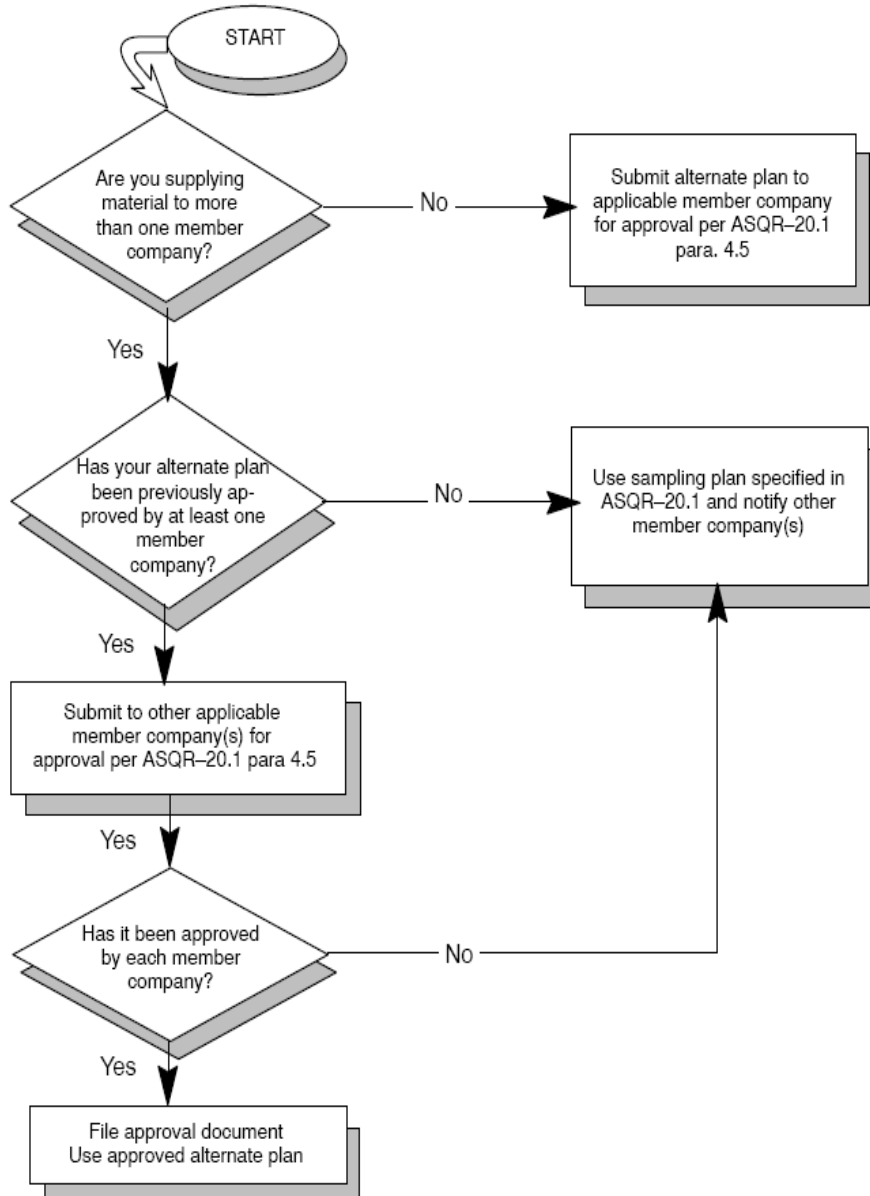 START
Are you supplying
material to more
than one member
company?
No
Submit alternate plan to
applicable member company
for approval per ASQR–20.1
para. 4.5
Yes
Has your alternate plan
been previously ap-
proved by at least one
member
company?
No
Use sampling plan specified in
ASQR–20.1 and notify other
member company(s)
Yes
Submit to other applicable
member company(s) for
approval per ASQR–20.1 para 4.5
Yes
Has it been approved
by each member
company?
No
Yes
File approval document
Use approved alternate plan